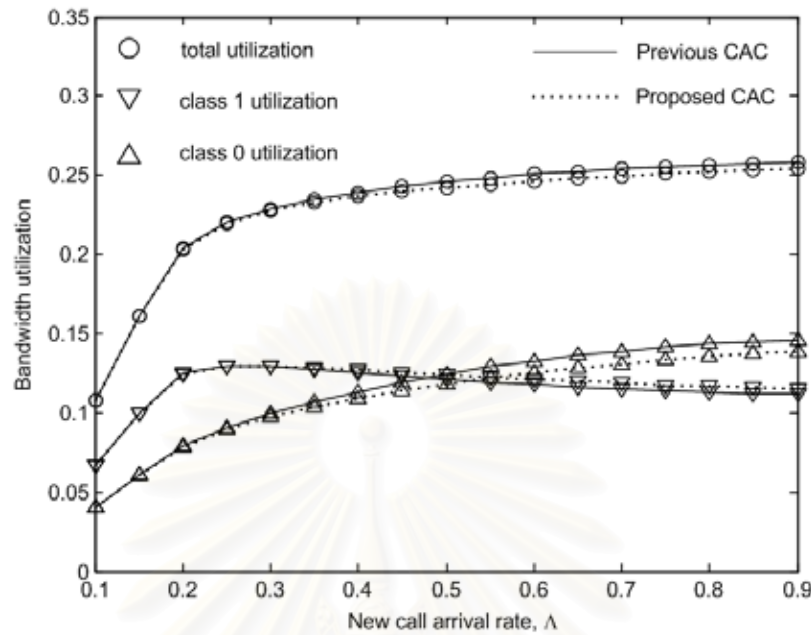 0.35
0.3
0.25
0.2
0.15
0.1
0.05
0
Bandwidth utilization
total utilization
class 1 utilization
class 0 utilization
Previous CAC
Proposed CAC
0.1 0.2 0.3 0.4 0.5 0.6 0.7 0.8 0.9
New call arrival rate, Λ